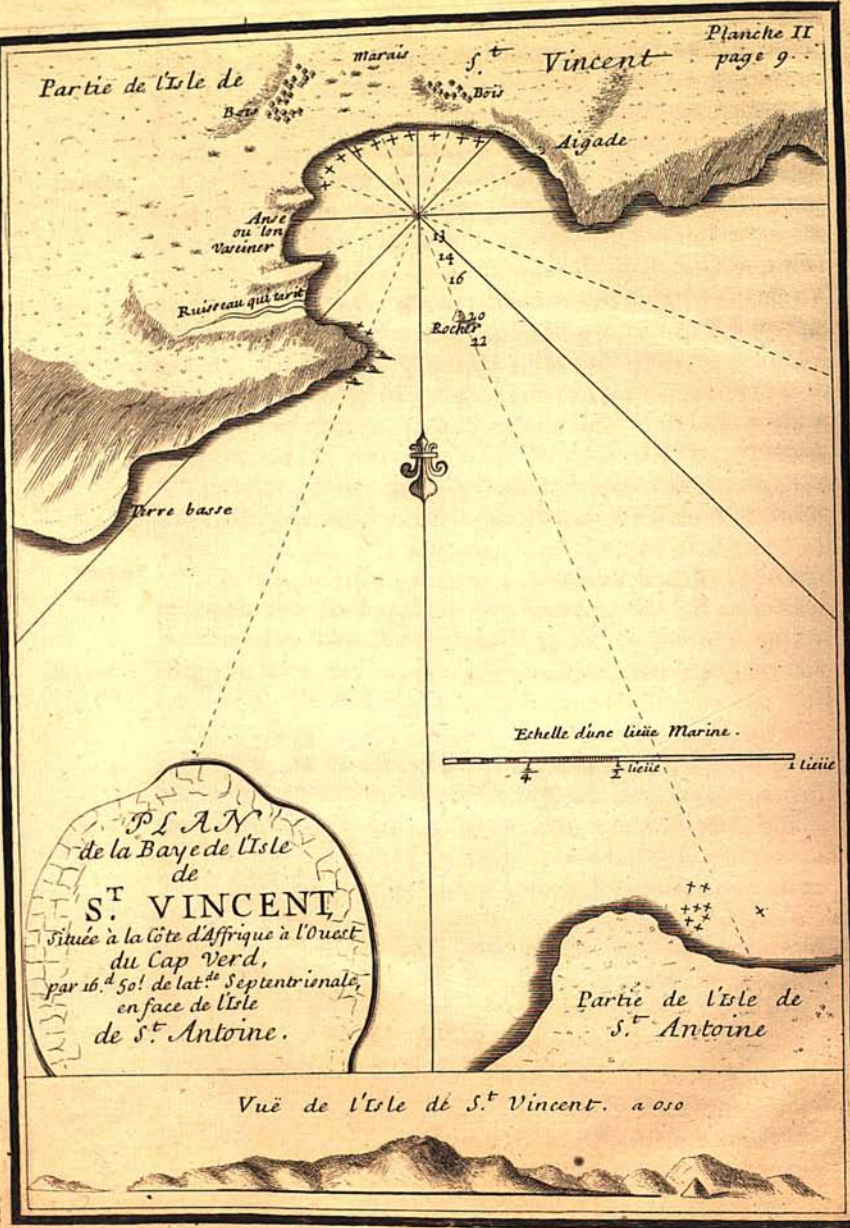 Planche II
page 9.
Partie de l'Isle de S.t Vincent
Marais
Bois
Bois
Aigade
Anse
ou lon
Vaseiner
Ruisseau qui tarit
13
14
16
20
Rocher
22
Terre basse
Echelle d'une lieüe Marine.
1/4
1/2 lieüe
1 lieüe
PLAN
de la Baye de l'Isle
de
S.T VINCENT,
Située à la Côte d'Affrique à l'Ouest
du Cap Verd,
par 16.d 50! de lat.de Septentrionale,
en face de l'Isle
de S.t Antoine.
Partie de l'Isle de
S.t Antoine
Vuë de l'Isle de S.t Vincent. a oso